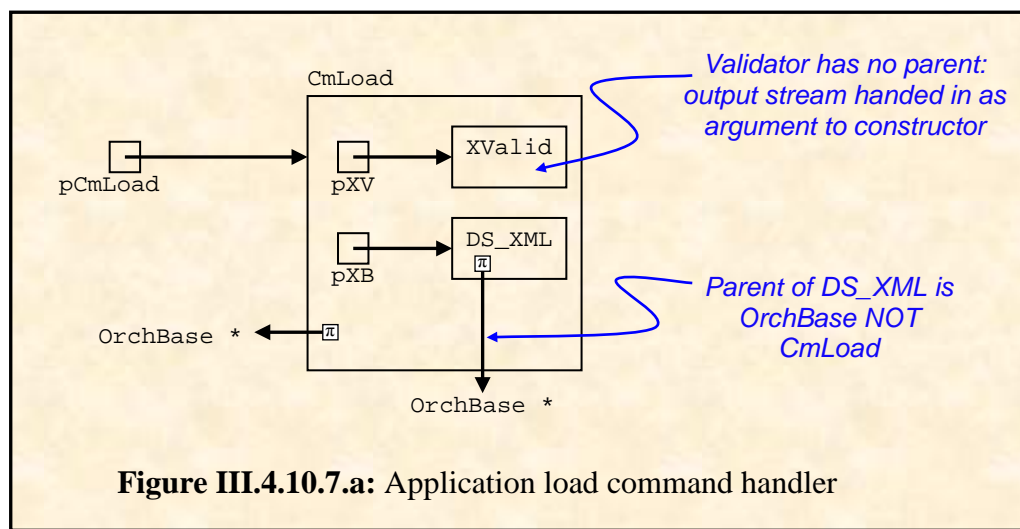 Validator has no parent:
output stream handed in as
argument to constructor
CmLoad
XValid
pCmLoad
pXV
DS_XML
π
pXB
Parent of DS_XML is
OrchBase NOT
CmLoad
OrchBase *
π
OrchBase *
Figure III.4.10.7.a: Application load command handler